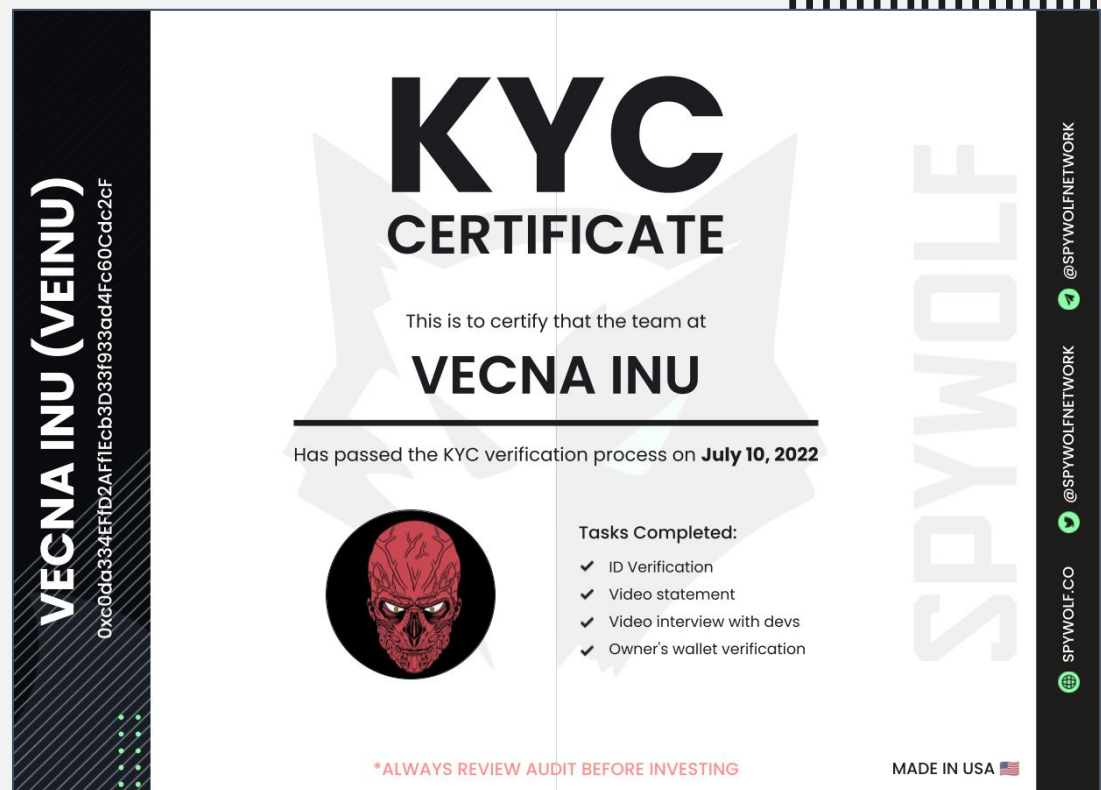 VECNA INU (VEINU)
0xc0da334EFfD2AFf1Ecb3D33f933ad4Fc60Cdc2cF
KYC
CERTIFICATE
This is to certify that the team at
VECNA INU
Has passed the KYC verification process on July 10, 2022
Tasks Completed:
ID Verification
Video statement
Video interview with devs
Owner's wallet verification
*ALWAYS REVIEW AUDIT BEFORE INVESTING
MADE IN USA
SPYWOLF
SPYWOLF.CO
@SPYWOLFNETWORK
@SPYWOLFNETWORK